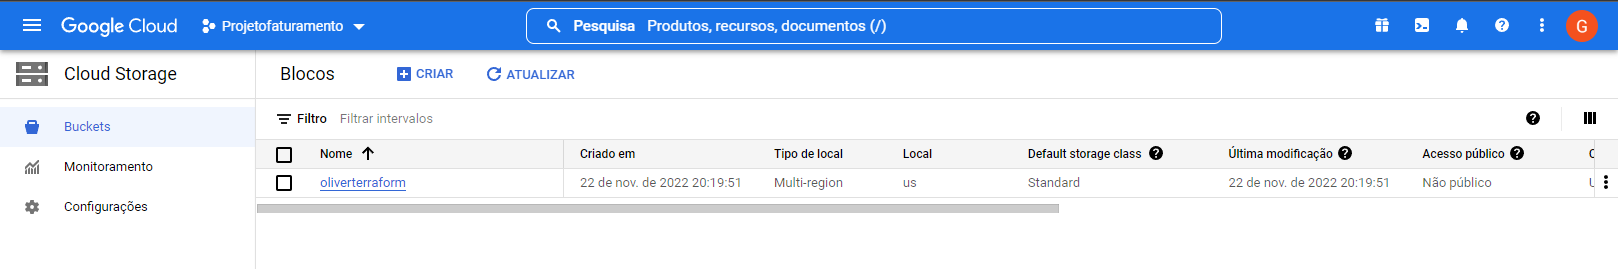 Google Cloud
Projetofaturamento
Pesquisa Produtos, recursos, documentos (/)
G
Cloud Storage
Blocos
CRIAR
ATUALIZAR
Buckets
Monitoramento
Configurações
Filtro Filtrar intervalos
Nome Criado em Tipo de local Local Default storage class Última modificação Acesso público
oliverterraform 22 de nov. de 2022 20:19:51 Multi-region us Standard 22 de nov. de 2022 20:19:51 Não público